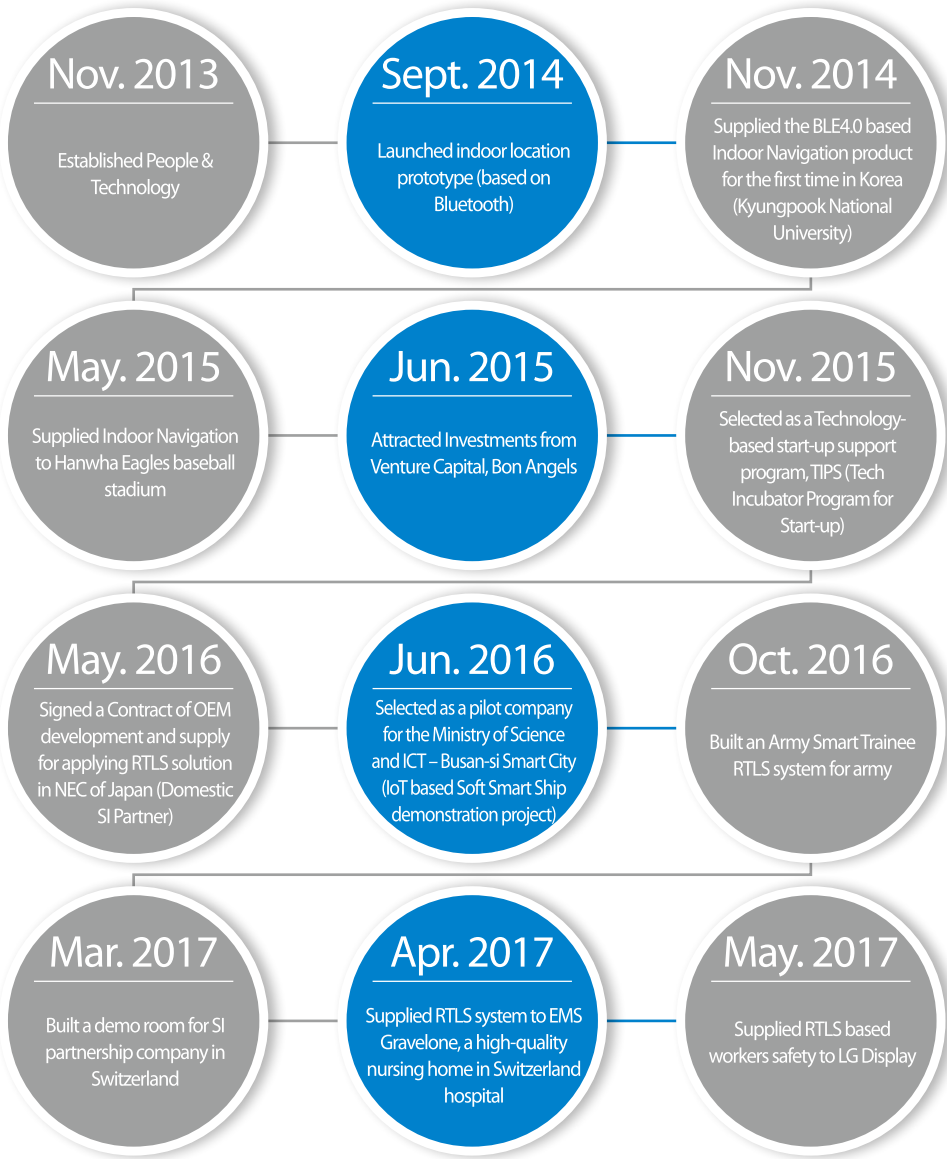 Nov. 2013
Established People &
Technology
Sept. 2014
Launched indoor location
prototype (based on
Bluetooth)
Nov. 2014
Supplied the BLE4.0 based
Indoor Navigation product
for the first time in Korea
(Kyungpook National
University)
May. 2015
Supplied Indoor Navigation
to Hanwha Eagles baseball
stadium
Jun. 2015
Attracted Investments from
Venture Capital, Bon Angels
Nov. 2015
Selected as a Technology-
based start-up support
program, TIPS (Tech
Incubator Program for
Start-up)
May. 2016
Signed a Contract of OEM
development and supply
for applying RTLS solution
in NEC of Japan (Domestic
SI Partner)
Jun. 2016
Selected as a pilot company
for the Ministry of Science
and ICT – Busan-si Smart City
(IoT based Soft Smart Ship
demonstration project)
Oct. 2016
Built an Army Smart Trainee
RTLS system for army
Mar. 2017
Built a demo room for SI
partnership company in
Switzerland
Apr. 2017
Supplied RTLS system to EMS
Gravelone, a high-quality
nursing home in Switzerland
hospital
May. 2017
Supplied RTLS based
workers safety to LG Display